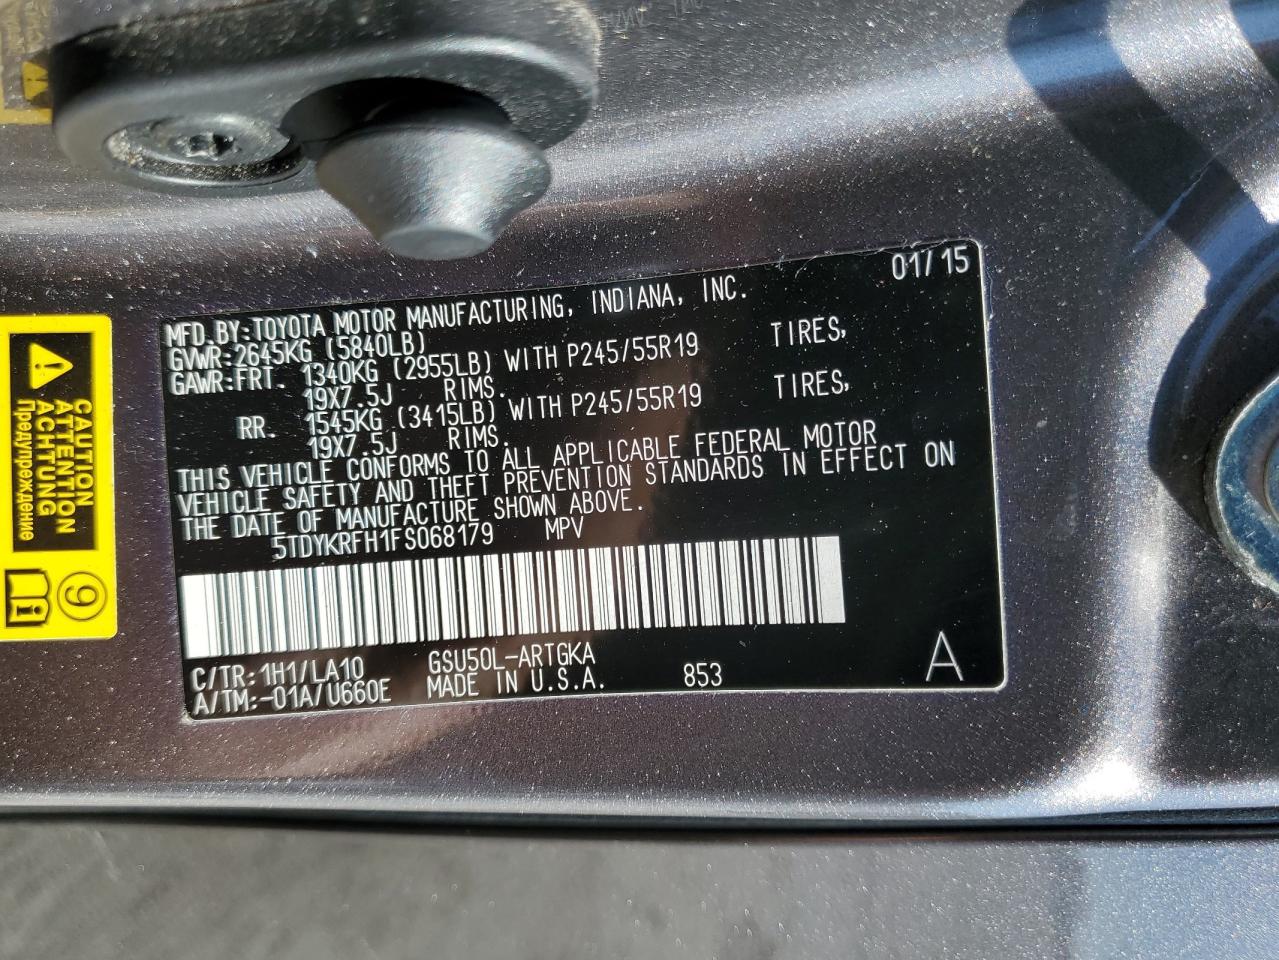 01/15
MFD.BY:TOYOTA MOTOR MANUFACTURING, INDIANA, INC.
GVWR:2645KG (5840LB)
GAWR:FRT. 1340KG (2955LB) WITH P245/55R19 TIRES,
19X7.5J RIMS.
RR. 1545KG (3415LB) WITH P245/55R19 TIRES,
19X7.5J RIMS.
THIS VEHICLE CONFORMS TO ALL APPLICABLE FEDERAL MOTOR
VEHICLE SAFETY AND THEFT PREVENTION STANDARDS IN EFFECT ON
THE DATE OF MANUFACTURE SHOWN ABOVE.
5TDYKRFH1FS068179 MPV
C/TR:1H1/LA10 GSU50L-ARTGKA
A/TM:-01A/U660E MADE IN U.S.A. 853 A
CAUTION
ATTENTION
ACHTUNG
Предупреждение
9